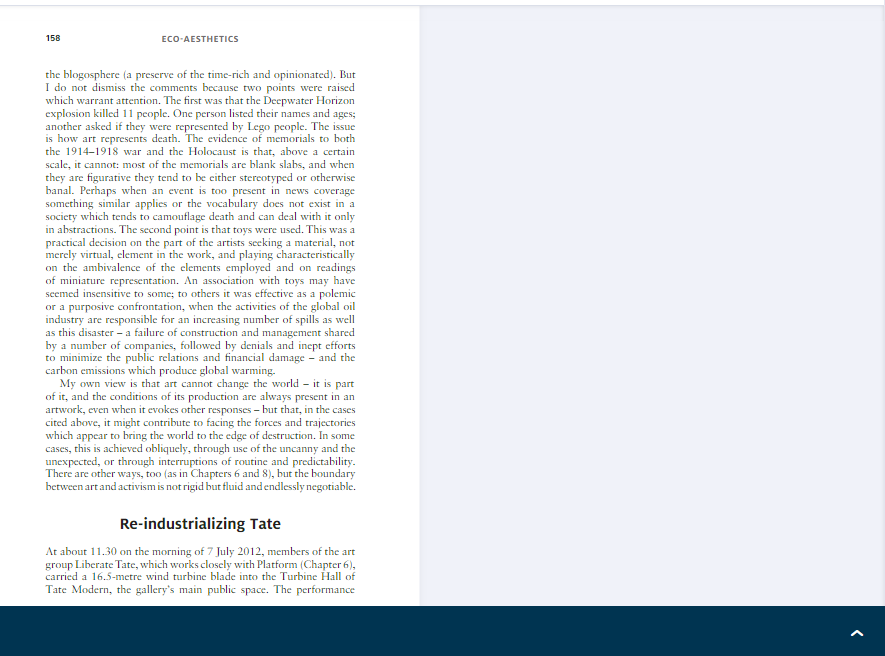 158
ECO-AESTHETICS
the blogosphere (a preserve of the time-rich and opinionated). But
I do not dismiss the comments because two points were raised
which warrant attention. The first was that the Deepwater Horizon
explosion killed 11 people. One person listed their names and ages;
another asked if they were represented by Lego people. The issue
is how art represents death. The evidence of memorials to both
the 1914–1918 war and the Holocaust is that, above a certain
scale, it cannot: most of the memorials are blank slabs, and when
they are figurative they tend to be either stereotyped or otherwise
banal. Perhaps when an event is too present in news coverage
something similar applies or the vocabulary does not exist in a
society which tends to camouflage death and can deal with it only
in abstractions. The second point is that toys were used. This was a
practical decision on the part of the artists seeking a material, not
merely virtual, element in the work, and playing characteristically
on the ambivalence of the elements employed and on readings
of miniature representation. An association with toys may have
seemed insensitive to some; to others it was effective as a polemic
or a purposive confrontation, when the activities of the global oil
industry are responsible for an increasing number of spills as well
as this disaster – a failure of construction and management shared
by a number of companies, followed by denials and inept efforts
to minimize the public relations and financial damage – and the
carbon emissions which produce global warming.
My own view is that art cannot change the world – it is part
of it, and the conditions of its production are always present in an
artwork, even when it evokes other responses – but that, in the cases
cited above, it might contribute to facing the forces and trajectories
which appear to bring the world to the edge of destruction. In some
cases, this is achieved obliquely, through use of the uncanny and the
unexpected, or through interruptions of routine and predictability.
There are other ways, too (as in Chapters 6 and 8), but the boundary
between art and activism is not rigid but fluid and endlessly negotiable.
Re-industrializing Tate
At about 11.30 on the morning of 7 July 2012, members of the art
group Liberate Tate, which works closely with Platform (Chapter 6),
carried a 16.5-metre wind turbine blade into the Turbine Hall of
Tate Modern, the gallery's main public space. The performance